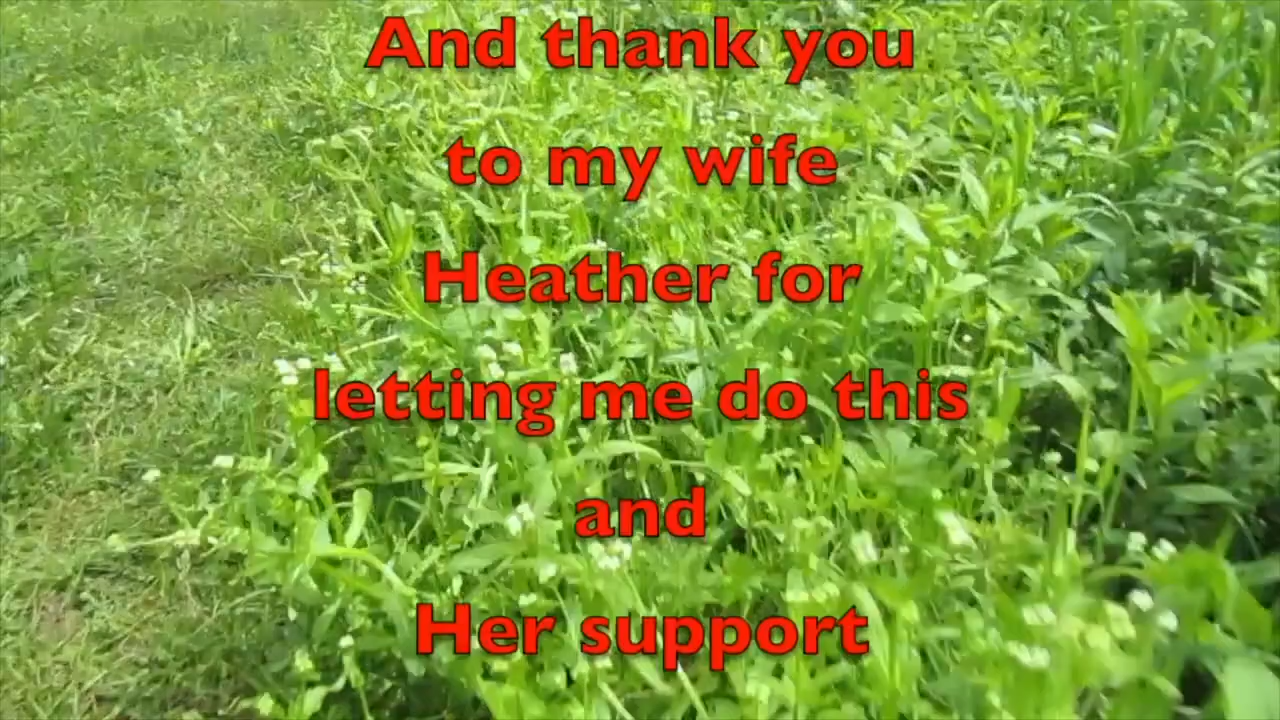 And thank you
to my wife
Heather for
letting me do this
and
Her support